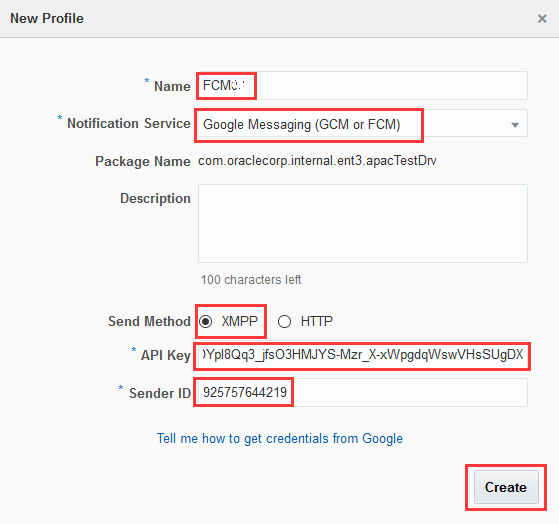 New Profile ×
* Name FCM
* Notification Service Google Messaging (GCM or FCM)
Package Name com.oraclecorp.internal.ent3.apacTestDrv
Description
100 characters left
Send Method XMPP HTTP
* API Key YpI8Qq3_jfsO3HMJYS-Mzr_X-xWpgdqWswVHsSUgDX
* Sender ID 925757644219
Tell me how to get credentials from Google
Create